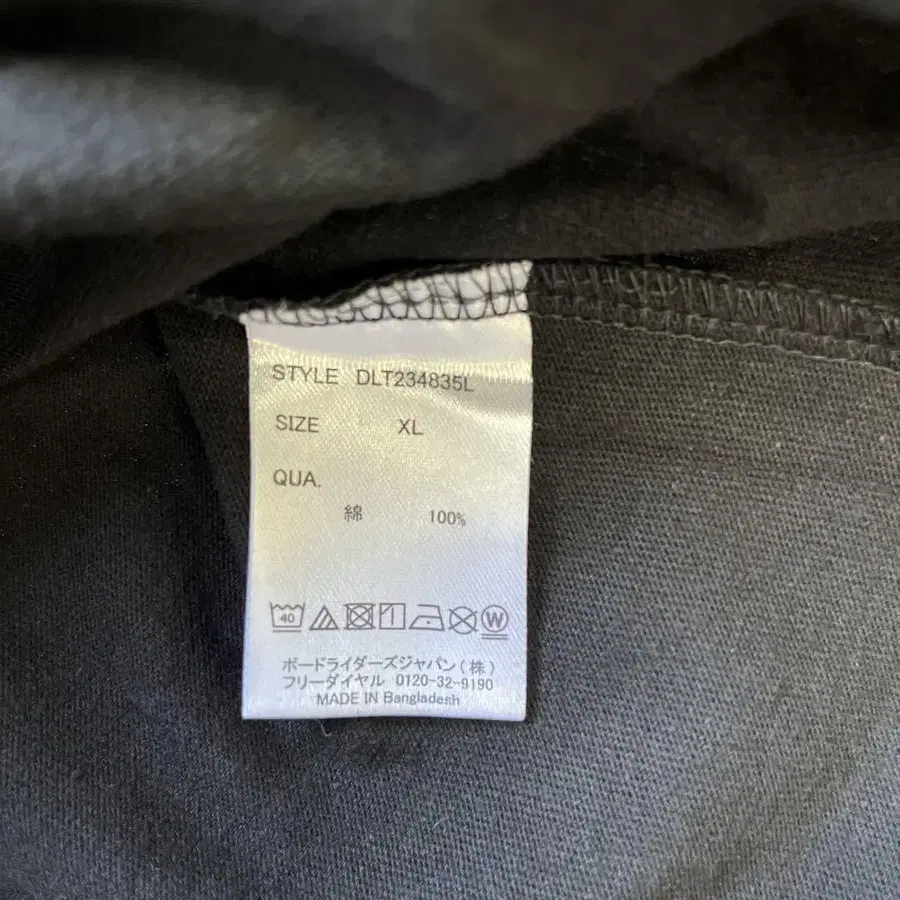 STYLE DLT234835L
SIZE XL
QUA.
綿 100%
40 W
ボードライダーズジャパン(株)
フリーダイヤル 0120-32-9190
MADE IN Bangladesh